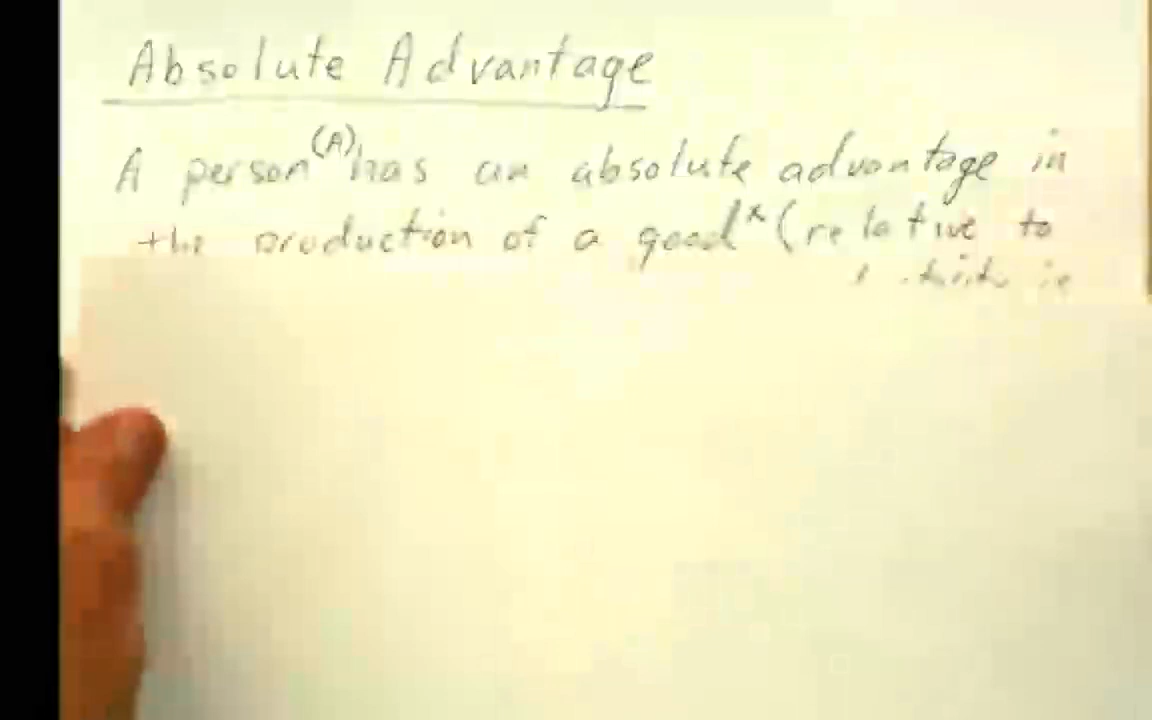 Absolute Advantage
A person (A) has an absolute advantage in
the production of a good x (relative to